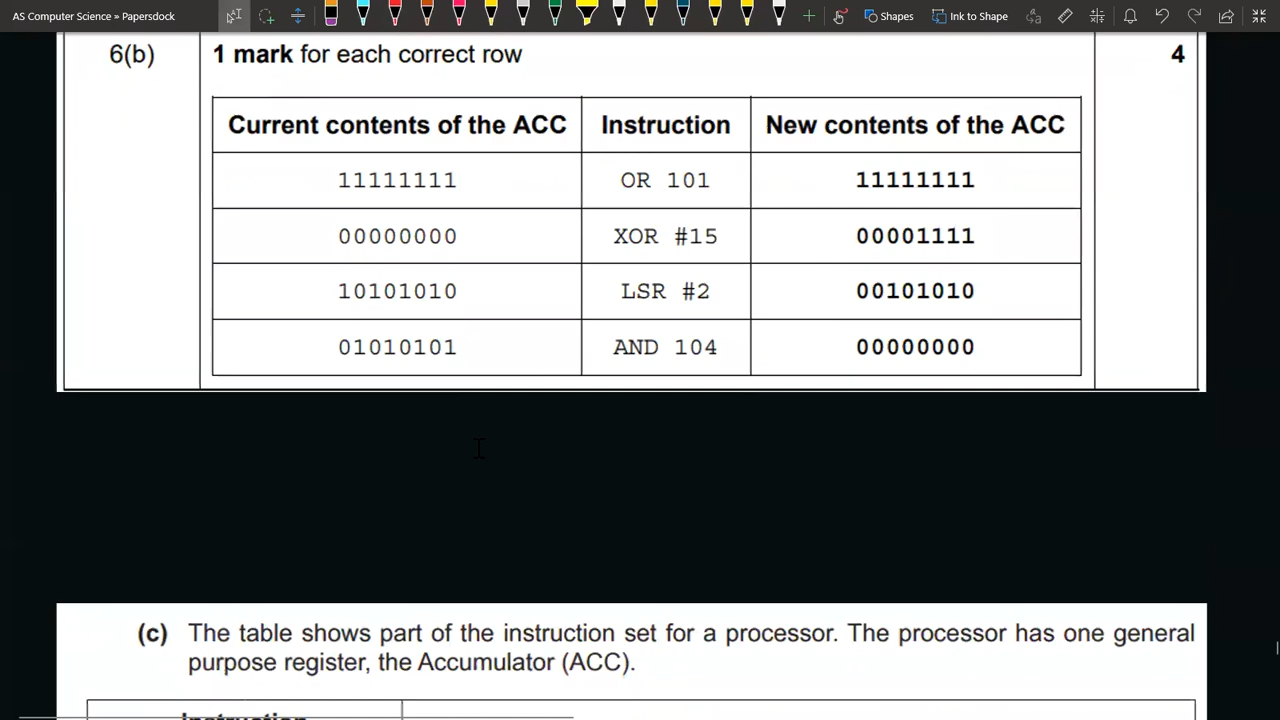 AS Computer Science » Papersdock
Shapes
Ink to Shape
6(b)
1 mark for each correct row
4
Current contents of the ACC Instruction New contents of the ACC
11111111 OR 101 11111111
00000000 XOR #15 00001111
10101010 LSR #2 00101010
01010101 AND 104 00000000
(c) The table shows part of the instruction set for a processor. The processor has one general
purpose register, the Accumulator (ACC).
Instruction